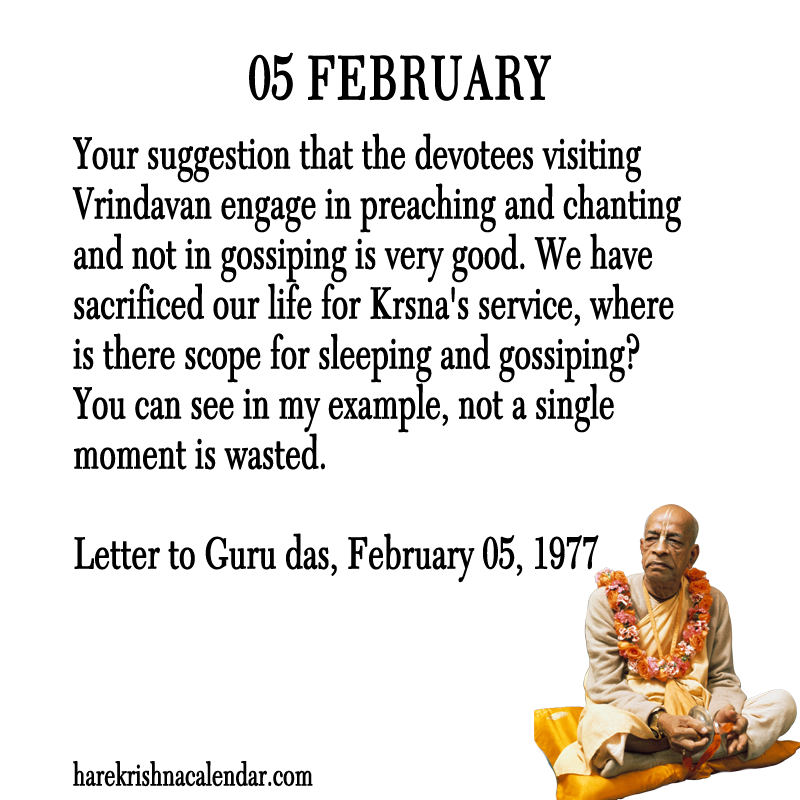 05 FEBRUARY
Your suggestion that the devotees visiting
Vrindavan engage in preaching and chanting
and not in gossiping is very good. We have
sacrificed our life for Krsna's service, where
is there scope for sleeping and gossiping?
You can see in my example, not a single
moment is wasted.
Letter to Guru das, February 05, 1977
harekrishnacalendar.com